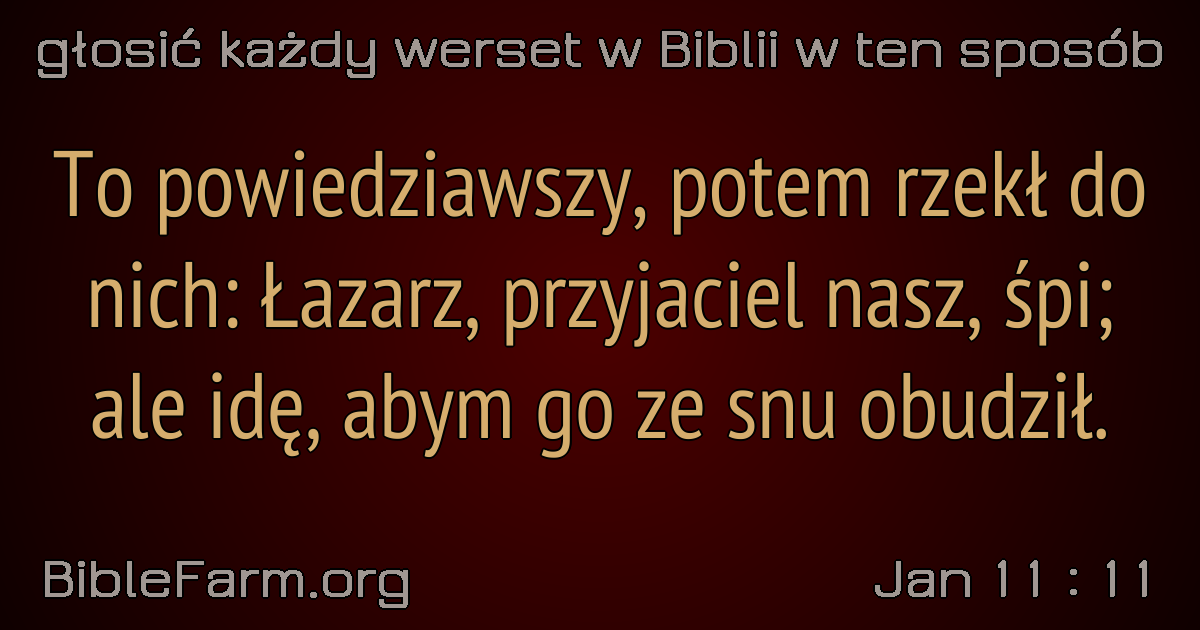 głosić każdy werset w Biblii w ten sposób
To powiedziawszy, potem rzekł do
nich: Łazarz, przyjaciel nasz, śpi;
ale idę, abym go ze snu obudził.
BibleFarm.org
Jan 11 : 11